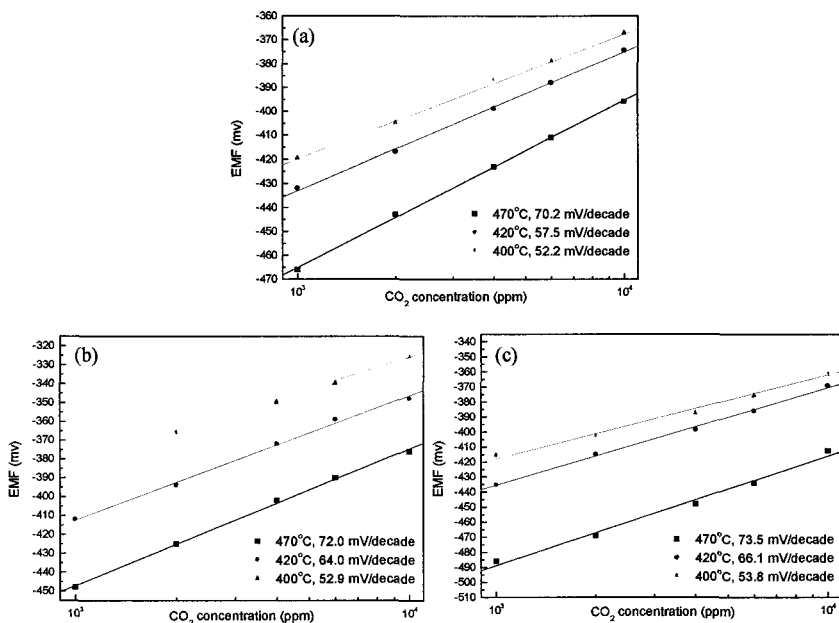 (a)
-360
-370
-380
-390
-400
-410
-420
-430
-440
-450
-460
-470
EMF (mv)
470°C, 70.2 mV/decade
420°C, 57.5 mV/decade
400°C, 52.2 mV/decade
10³
10⁴
CO₂ concentration (ppm)
(b)
-320
-330
-340
-350
-360
-370
-380
-390
-400
-410
-420
-430
-440
-450
EMF (mv)
470°C, 72.0 mV/decade
420°C, 64.0 mV/decade
400°C, 52.9 mV/decade
10³
10⁴
CO₂ concentration (ppm)
(c)
-340
-350
-360
-370
-380
-390
-400
-410
-420
-430
-440
-450
-460
-470
-480
-490
-500
-510
EMF (mv)
470°C, 73.5 mV/decade
420°C, 66.1 mV/decade
400°C, 53.8 mV/decade
10³
10⁴
CO₂ concentration (ppm)